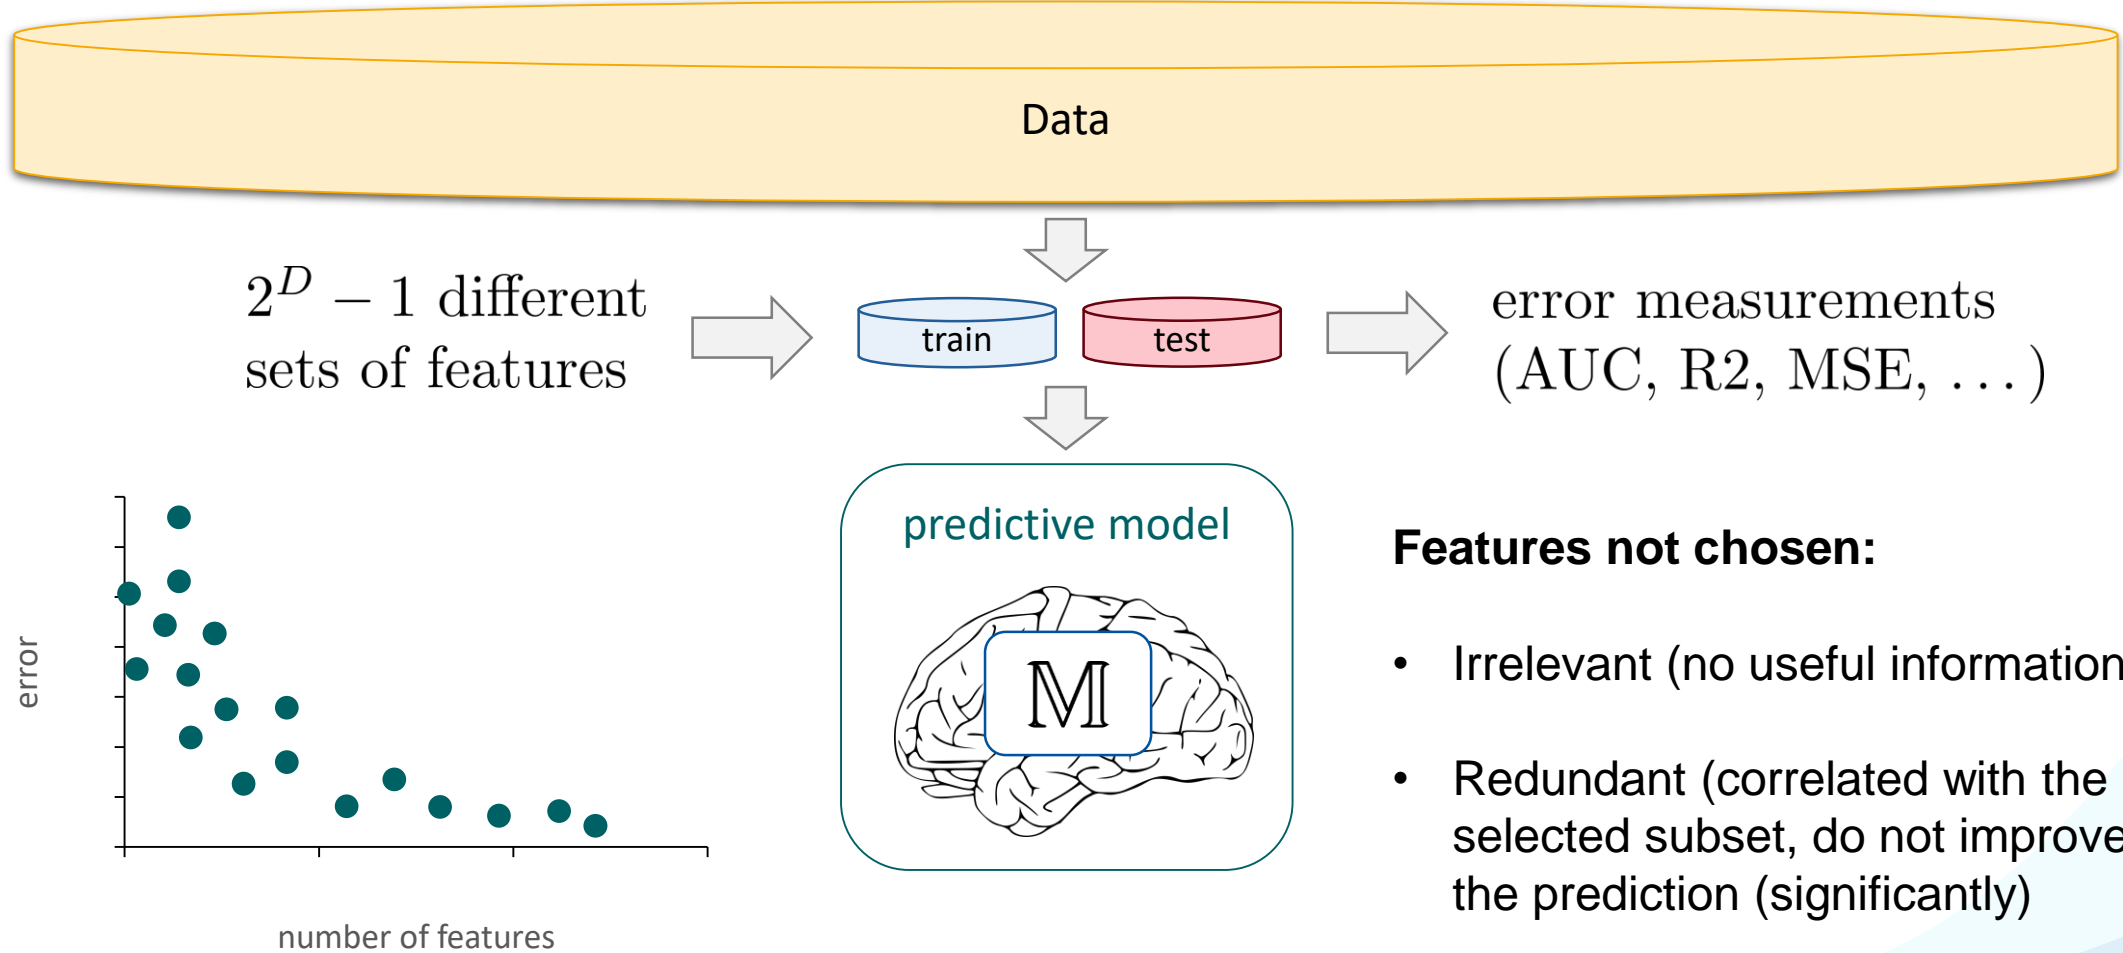 Data
2^D − 1 different
sets of features
train
test
error measurements
(AUC, R2, MSE, … )
error
number of features
predictive model
𝕄
Features not chosen:
• Irrelevant (no useful information
• Redundant (correlated with the
selected subset, do not improve
the prediction (significantly)